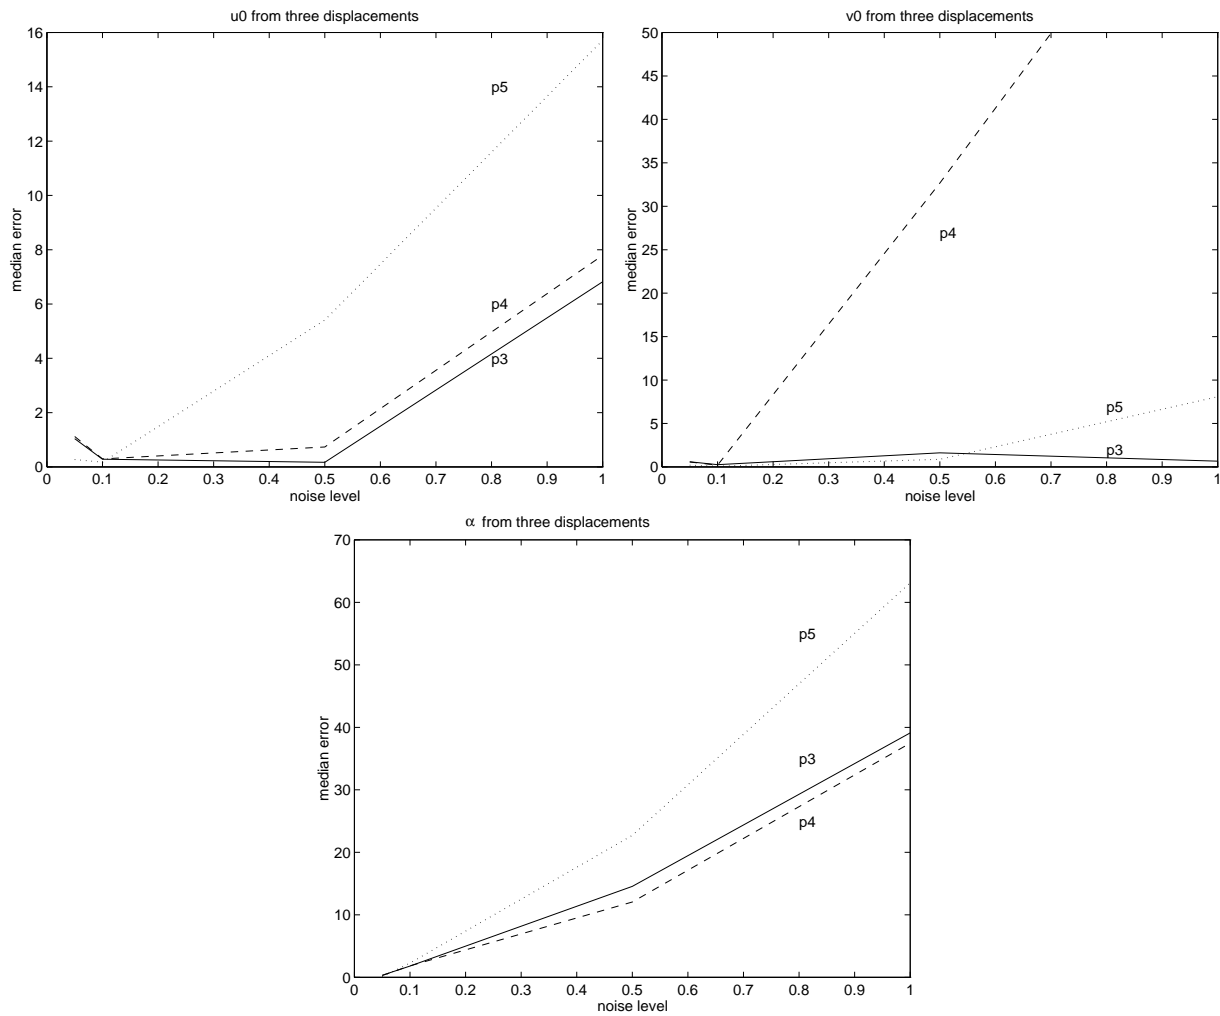 u0 from three displacements
16
14
12
10
8
6
4
2
0
median error
p5
p4
p3
0 0.1 0.2 0.3 0.4 0.5 0.6 0.7 0.8 0.9 1
noise level
v0 from three displacements
50
45
40
35
30
25
20
15
10
5
0
median error
p4
p5
p3
0 0.1 0.2 0.3 0.4 0.5 0.6 0.7 0.8 0.9 1
noise level
α from three displacements
70
60
50
40
30
20
10
0
median error
p5
p3
p4
0 0.1 0.2 0.3 0.4 0.5 0.6 0.7 0.8 0.9 1
noise level